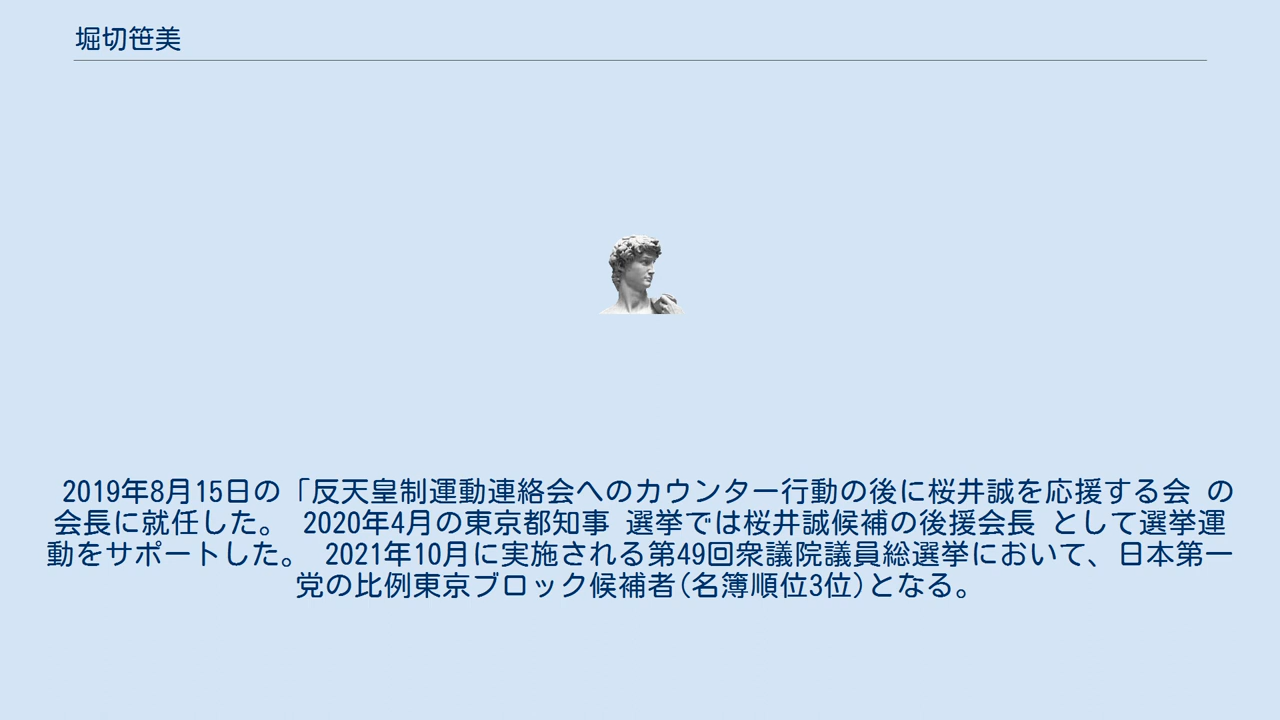 堀切笹美
2019年8月15日の「反天皇制運動連絡会へのカウンター行動の後に桜井誠を応援する会 の
会長に就任した。 2020年4月の東京都知事 選挙では桜井誠候補の後援会長 として選挙運
動をサポートした。 2021年10月に実施される第49回衆議院議員総選挙において、日本第一
党の比例東京ブロック候補者(名簿順位3位)となる。